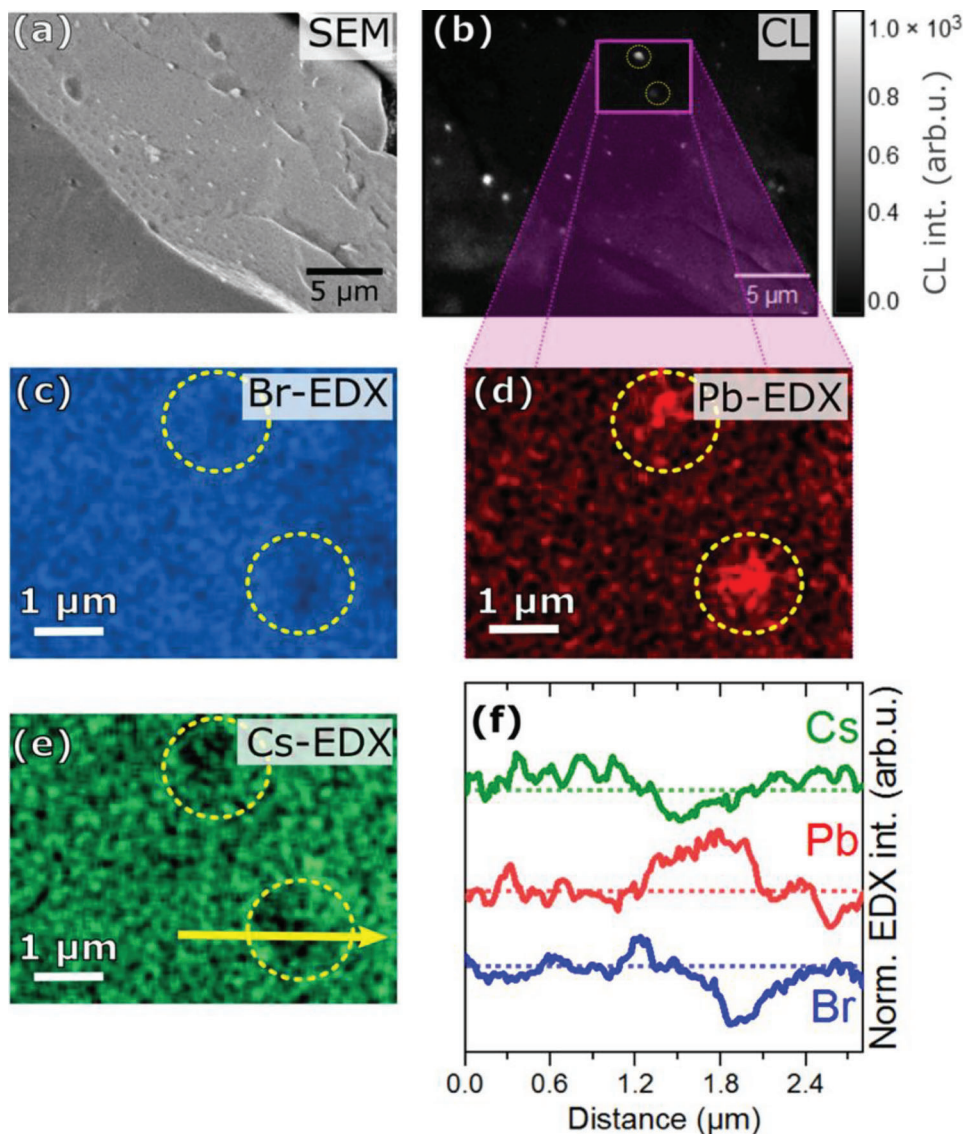 (a)
SEM
5 µm
(b)
CL
5 µm
1.0 × 10³
0.8
0.6
0.4
0.0
CL int. (arb.u.)
(c)
Br-EDX
1 µm
(d)
Pb-EDX
1 µm
(e)
Cs-EDX
1 µm
(f)
Cs
Pb
Br
Norm. EDX int. (arb.u.)
0.0 0.6 1.2 1.8 2.4
Distance (µm)